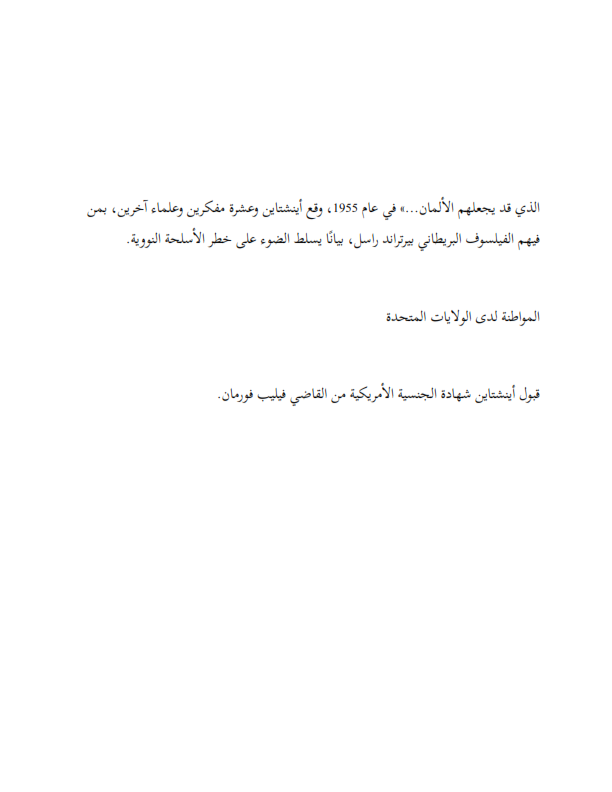 الذي قد يجعلهم الألمان...» في عام 1955، وقع أينشتاين وعشرة مفكرين وعلماء آخرين، بمن
فيهم الفيلسوف البريطاني بيرتراند راسل، بيانًا يسلط الضوء على خطر الأسلحة النووية.
المواطنة لدى الولايات المتحدة
قبول أينشتاين شهادة الجنسية الأمريكية من القاضي فيليب فورمان.